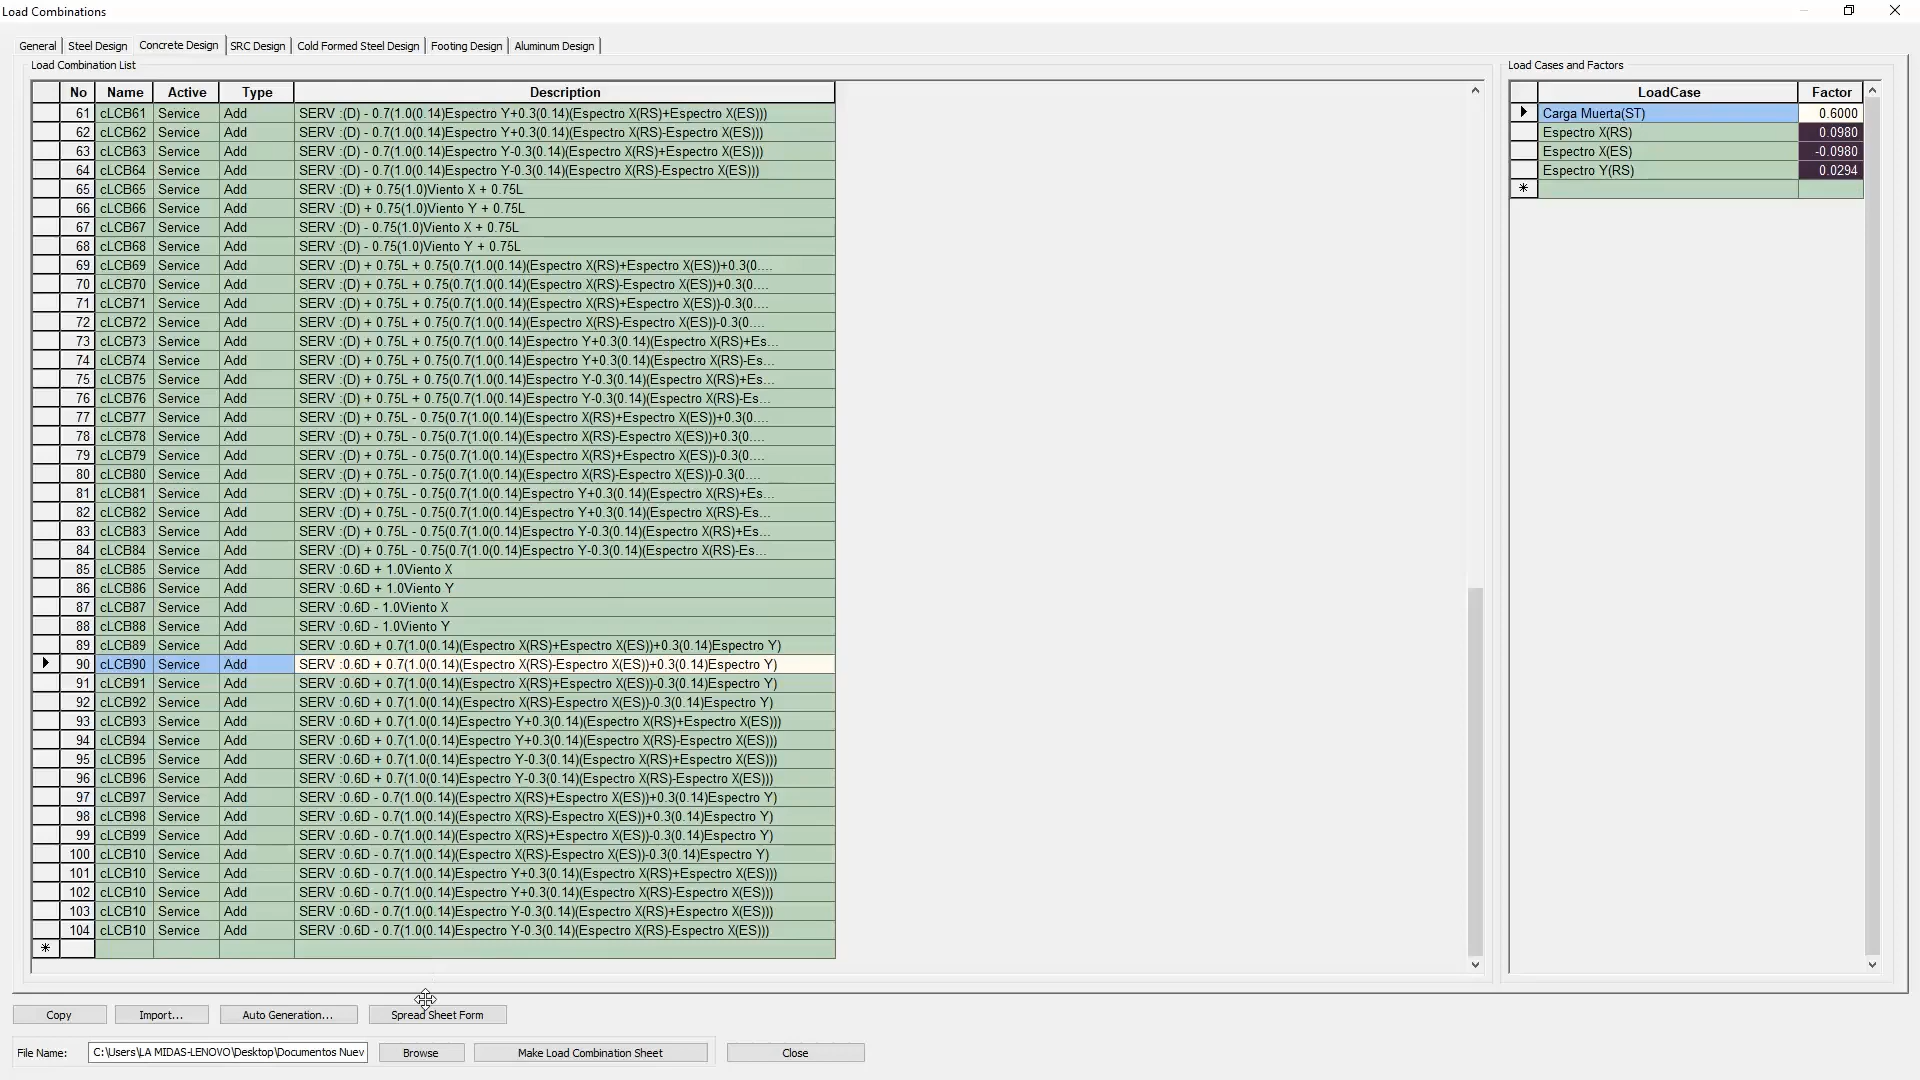 Load Combinations
General Steel Design Concrete Design SRC Design Cold Formed Steel Design Footing Design Aluminum Design
Load Combination List
No Name Active Type Description
61 cLCB61 Service Add SERV :(D) - 0.7(1.0(0.14)Espectro Y+0.3(0.14)(Espectro X(RS)+Espectro X(ES)))
62 cLCB62 Service Add SERV :(D) - 0.7(1.0(0.14)Espectro Y+0.3(0.14)(Espectro X(RS)-Espectro X(ES)))
63 cLCB63 Service Add SERV :(D) - 0.7(1.0(0.14)Espectro Y-0.3(0.14)(Espectro X(RS)+Espectro X(ES)))
64 cLCB64 Service Add SERV :(D) - 0.7(1.0(0.14)Espectro Y-0.3(0.14)(Espectro X(RS)-Espectro X(ES)))
65 cLCB65 Service Add SERV :(D) + 0.75(1.0)Viento X + 0.75L
66 cLCB66 Service Add SERV :(D) + 0.75(1.0)Viento Y + 0.75L
67 cLCB67 Service Add SERV :(D) - 0.75(1.0)Viento X + 0.75L
68 cLCB68 Service Add SERV :(D) - 0.75(1.0)Viento Y + 0.75L
69 cLCB69 Service Add SERV :(D) + 0.75L + 0.75(0.7(1.0(0.14)(Espectro X(RS)+Espectro X(ES))+0.3(0....
70 cLCB70 Service Add SERV :(D) + 0.75L + 0.75(0.7(1.0(0.14)(Espectro X(RS)-Espectro X(ES))+0.3(0....
71 cLCB71 Service Add SERV :(D) + 0.75L + 0.75(0.7(1.0(0.14)(Espectro X(RS)+Espectro X(ES))-0.3(0....
72 cLCB72 Service Add SERV :(D) + 0.75L + 0.75(0.7(1.0(0.14)(Espectro X(RS)-Espectro X(ES))-0.3(0....
73 cLCB73 Service Add SERV :(D) + 0.75L + 0.75(0.7(1.0(0.14)Espectro Y+0.3(0.14)(Espectro X(RS)+Es...
74 cLCB74 Service Add SERV :(D) + 0.75L + 0.75(0.7(1.0(0.14)Espectro Y+0.3(0.14)(Espectro X(RS)-Es...
75 cLCB75 Service Add SERV :(D) + 0.75L + 0.75(0.7(1.0(0.14)Espectro Y-0.3(0.14)(Espectro X(RS)+Es...
76 cLCB76 Service Add SERV :(D) + 0.75L + 0.75(0.7(1.0(0.14)Espectro Y-0.3(0.14)(Espectro X(RS)-Es...
77 cLCB77 Service Add SERV :(D) + 0.75L - 0.75(0.7(1.0(0.14)(Espectro X(RS)+Espectro X(ES))+0.3(0....
78 cLCB78 Service Add SERV :(D) + 0.75L - 0.75(0.7(1.0(0.14)(Espectro X(RS)-Espectro X(ES))+0.3(0....
79 cLCB79 Service Add SERV :(D) + 0.75L - 0.75(0.7(1.0(0.14)(Espectro X(RS)+Espectro X(ES))-0.3(0....
80 cLCB80 Service Add SERV :(D) + 0.75L - 0.75(0.7(1.0(0.14)(Espectro X(RS)-Espectro X(ES))-0.3(0....
81 cLCB81 Service Add SERV :(D) + 0.75L - 0.75(0.7(1.0(0.14)Espectro Y+0.3(0.14)(Espectro X(RS)+Es...
82 cLCB82 Service Add SERV :(D) + 0.75L - 0.75(0.7(1.0(0.14)Espectro Y+0.3(0.14)(Espectro X(RS)-Es...
83 cLCB83 Service Add SERV :(D) + 0.75L - 0.75(0.7(1.0(0.14)Espectro Y-0.3(0.14)(Espectro X(RS)+Es...
84 cLCB84 Service Add SERV :(D) + 0.75L - 0.75(0.7(1.0(0.14)Espectro Y-0.3(0.14)(Espectro X(RS)-Es...
85 cLCB85 Service Add SERV :0.6D + 1.0Viento X
86 cLCB86 Service Add SERV :0.6D + 1.0Viento Y
87 cLCB87 Service Add SERV :0.6D - 1.0Viento X
88 cLCB88 Service Add SERV :0.6D - 1.0Viento Y
89 cLCB89 Service Add SERV :0.6D + 0.7(1.0(0.14)(Espectro X(RS)+Espectro X(ES))+0.3(0.14)Espectro Y)
90 cLCB90 Service Add SERV :0.6D + 0.7(1.0(0.14)(Espectro X(RS)-Espectro X(ES))+0.3(0.14)Espectro Y)
91 cLCB91 Service Add SERV :0.6D + 0.7(1.0(0.14)(Espectro X(RS)+Espectro X(ES))-0.3(0.14)Espectro Y)
92 cLCB92 Service Add SERV :0.6D + 0.7(1.0(0.14)(Espectro X(RS)-Espectro X(ES))-0.3(0.14)Espectro Y)
93 cLCB93 Service Add SERV :0.6D + 0.7(1.0(0.14)Espectro Y+0.3(0.14)(Espectro X(RS)+Espectro X(ES)))
94 cLCB94 Service Add SERV :0.6D + 0.7(1.0(0.14)Espectro Y+0.3(0.14)(Espectro X(RS)-Espectro X(ES)))
95 cLCB95 Service Add SERV :0.6D + 0.7(1.0(0.14)Espectro Y-0.3(0.14)(Espectro X(RS)+Espectro X(ES)))
96 cLCB96 Service Add SERV :0.6D + 0.7(1.0(0.14)Espectro Y-0.3(0.14)(Espectro X(RS)-Espectro X(ES)))
97 cLCB97 Service Add SERV :0.6D - 0.7(1.0(0.14)(Espectro X(RS)+Espectro X(ES))+0.3(0.14)Espectro Y)
98 cLCB98 Service Add SERV :0.6D - 0.7(1.0(0.14)(Espectro X(RS)-Espectro X(ES))+0.3(0.14)Espectro Y)
99 cLCB99 Service Add SERV :0.6D - 0.7(1.0(0.14)(Espectro X(RS)+Espectro X(ES))-0.3(0.14)Espectro Y)
100 cLCB10 Service Add SERV :0.6D - 0.7(1.0(0.14)(Espectro X(RS)-Espectro X(ES))-0.3(0.14)Espectro Y)
101 cLCB10 Service Add SERV :0.6D - 0.7(1.0(0.14)Espectro Y+0.3(0.14)(Espectro X(RS)+Espectro X(ES)))
102 cLCB10 Service Add SERV :0.6D - 0.7(1.0(0.14)Espectro Y+0.3(0.14)(Espectro X(RS)-Espectro X(ES)))
103 cLCB10 Service Add SERV :0.6D - 0.7(1.0(0.14)Espectro Y-0.3(0.14)(Espectro X(RS)+Espectro X(ES)))
104 cLCB10 Service Add SERV :0.6D - 0.7(1.0(0.14)Espectro Y-0.3(0.14)(Espectro X(RS)-Espectro X(ES)))
*
Load Cases and Factors
LoadCase Factor
Carga Muerta(ST) 0.6000
Espectro X(RS) 0.0980
Espectro X(ES) -0.0980
Espectro Y(RS) 0.0294
*
Copy Import... Auto Generation... Spread Sheet Form
File Name: C:\Users\LA MIDAS-LENOVO\Desktop\Documentos Nuev Browse Make Load Combination Sheet Close